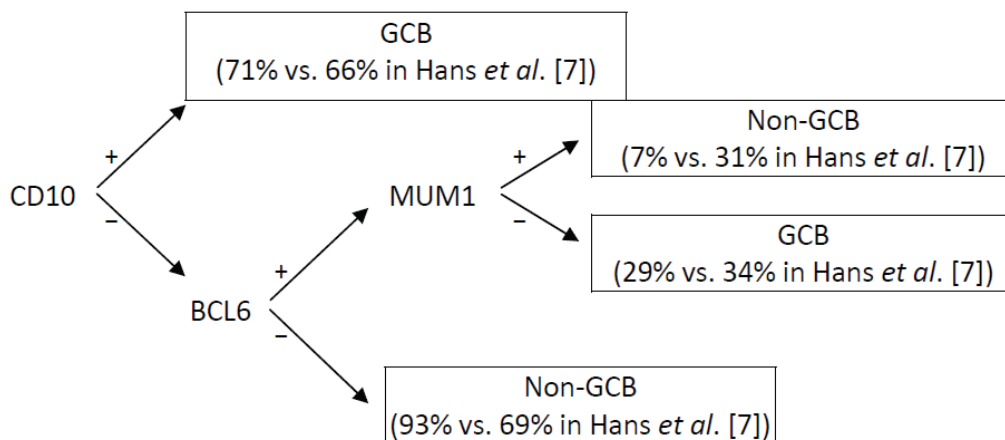 GCB
(71% vs. 66% in Hans et al. [7])
Non-GCB
(7% vs. 31% in Hans et al. [7])
+
+
CD10
MUM1
−
−
GCB
(29% vs. 34% in Hans et al. [7])
+
BCL6
−
Non-GCB
(93% vs. 69% in Hans et al. [7])